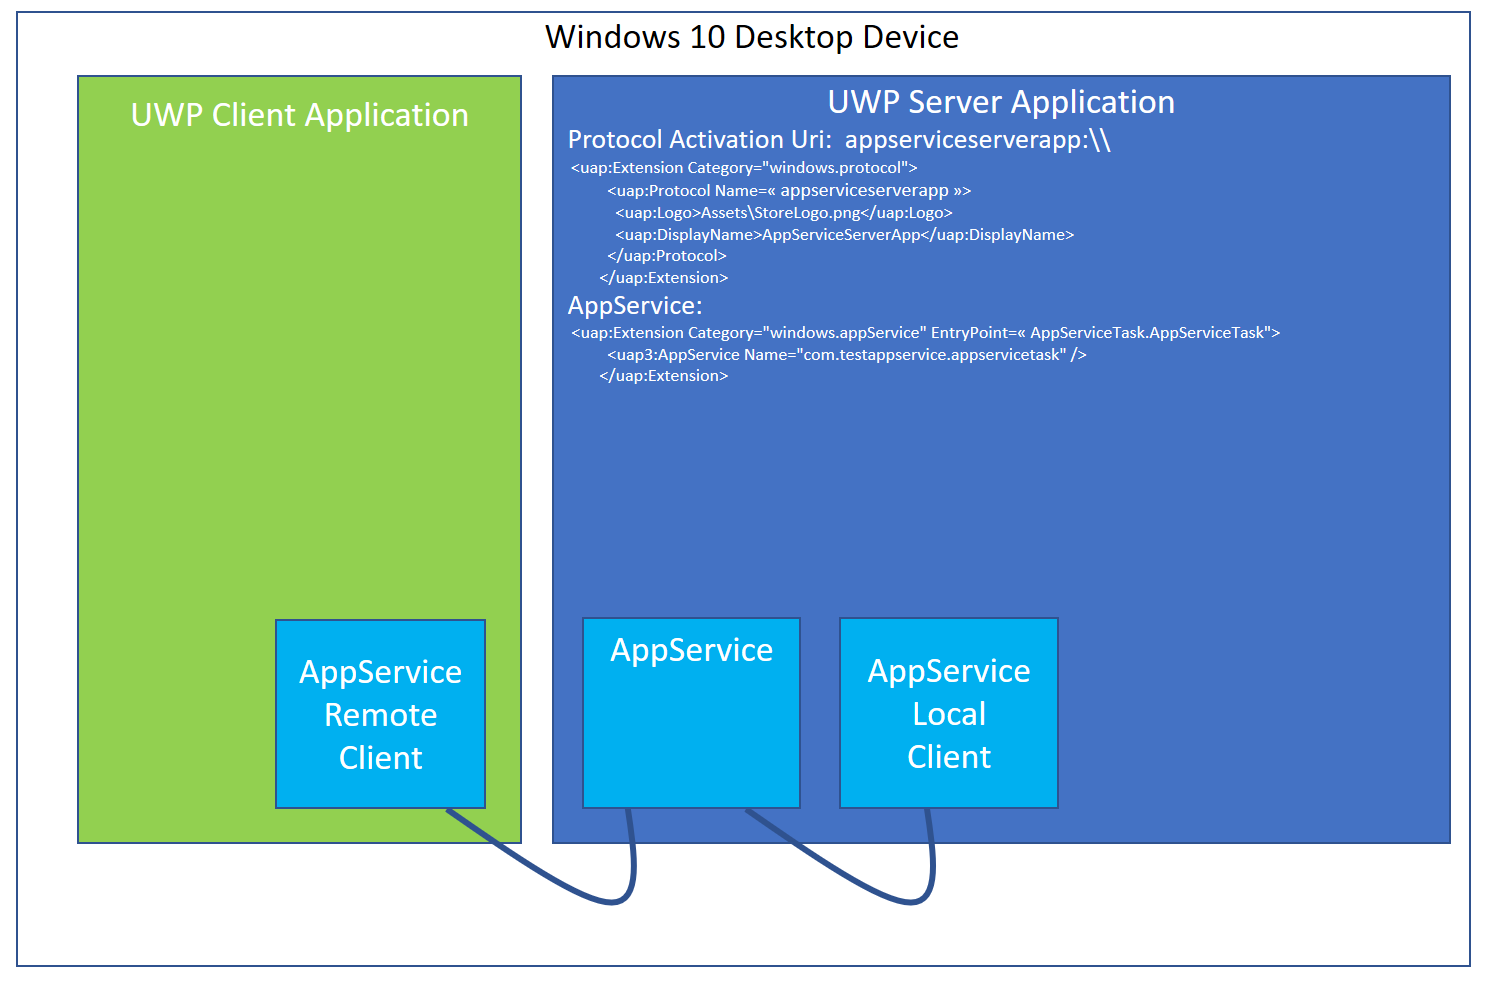 Windows 10 Desktop Device
UWP Client Application
UWP Server Application
Protocol Activation Uri:  appserviceserverapp:\\
<uap:Extension Category="windows.protocol">
<uap:Protocol Name=« appserviceserverapp »>
<uap:Logo>Assets\StoreLogo.png</uap:Logo>
<uap:DisplayName>AppServiceServerApp</uap:DisplayName>
</uap:Protocol>
</uap:Extension>
AppService:
<uap:Extension Category="windows.appService" EntryPoint=« AppServiceTask.AppServiceTask">
<uap3:AppService Name="com.testappservice.appservicetask" />
</uap:Extension>
AppService
Remote
Client
AppService
AppService
Local
Client